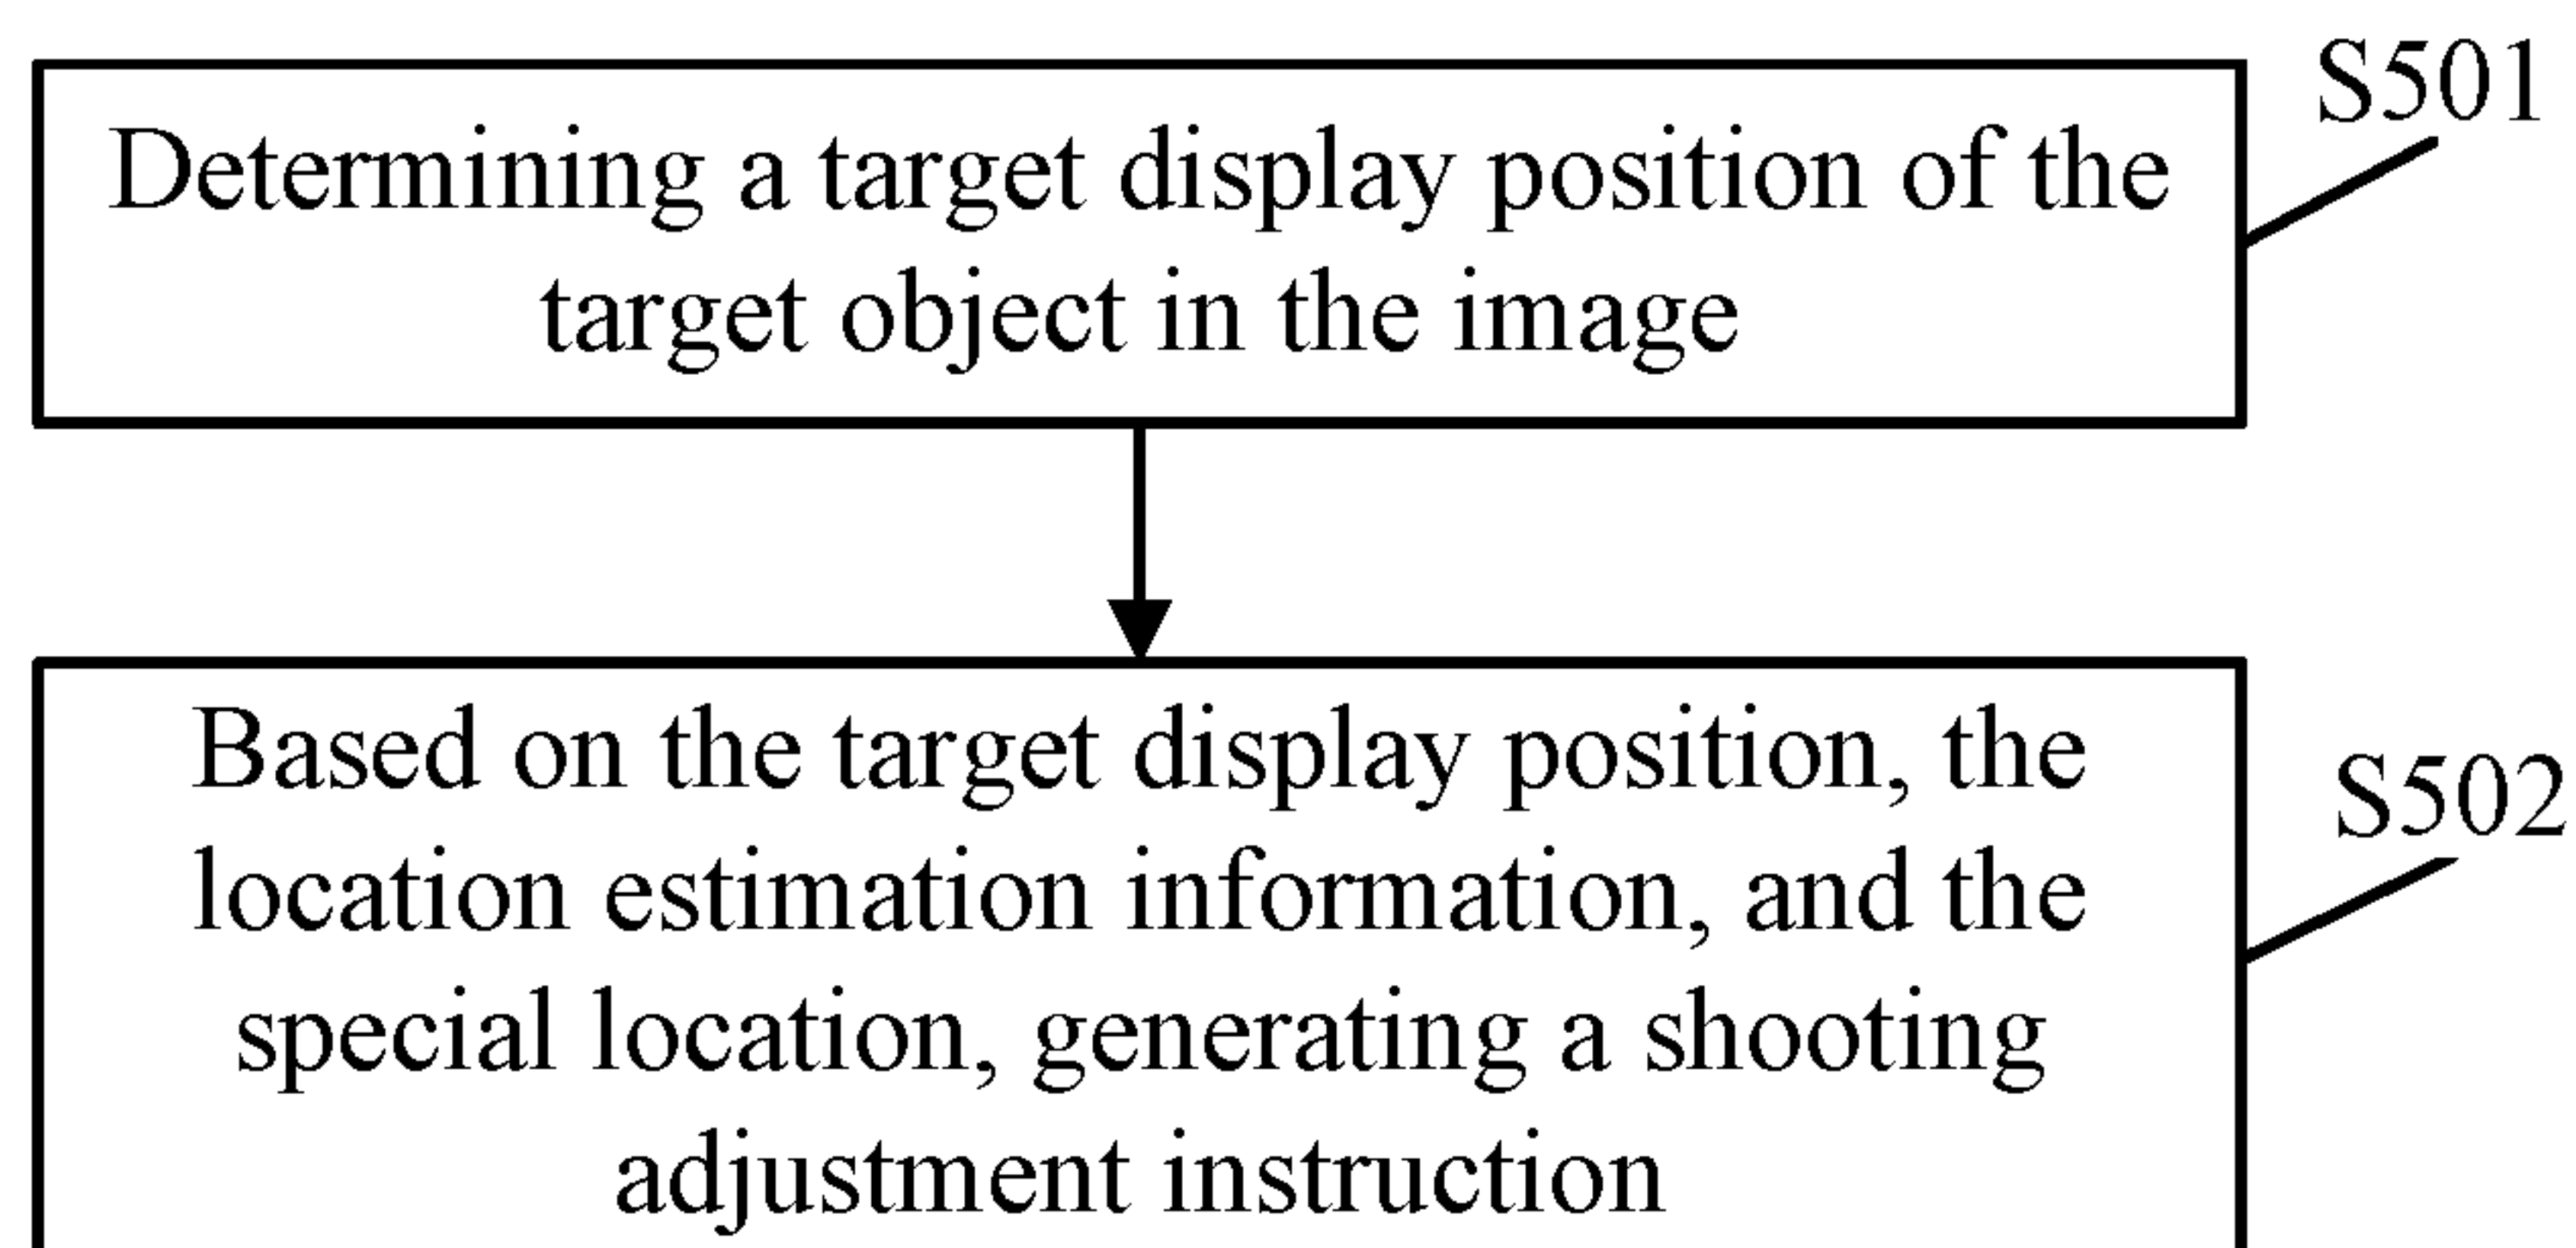 S501
Determining a target display position of the
target object in the image
Based on the target display position, the
location estimation information, and the
special location, generating a shooting
adjustment instruction
S502